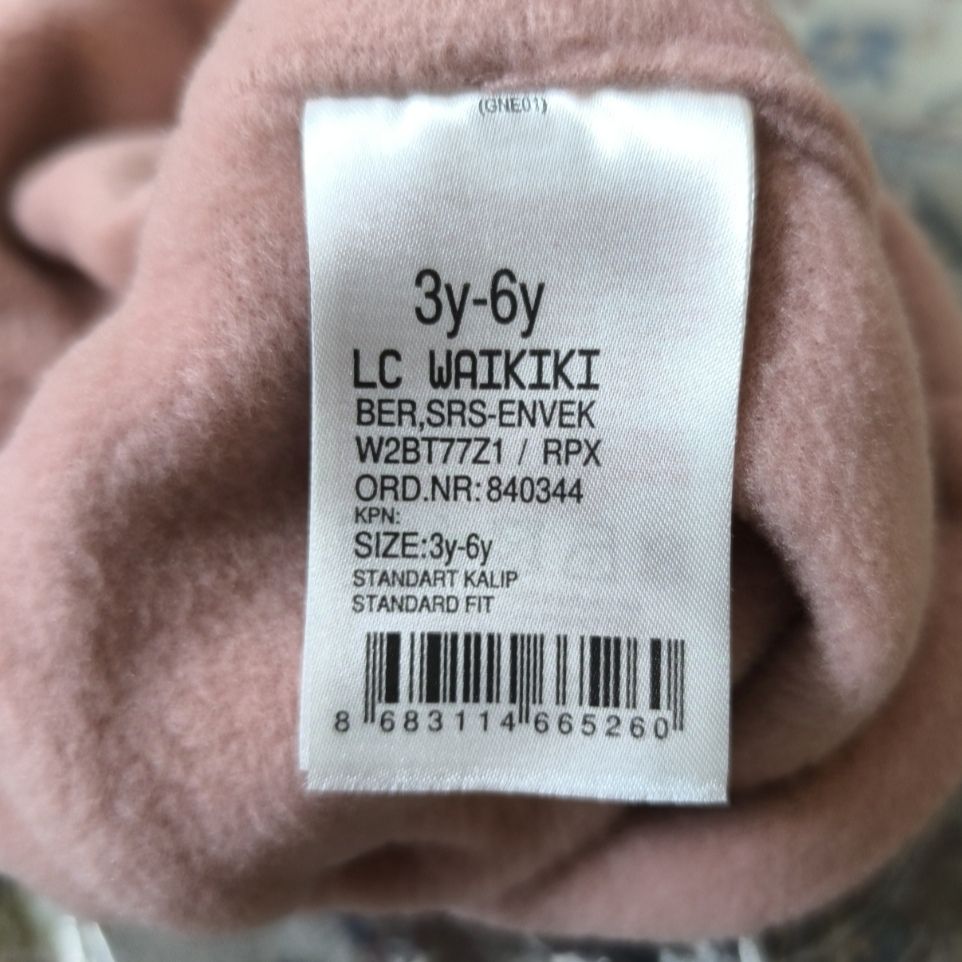 (GNE01)
3y-6y
LC WAIKIKI
BER,SRS-ENVEK
W2BT77Z1 / RPX
ORD.NR:840344
KPN:
SIZE:3y-6y
STANDART KALIP
STANDARD FIT
8 683114 665260